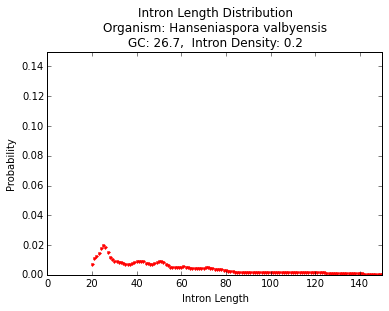 Intron Length Distribution
Organism: Hanseniaspora valbyensis
GC: 26.7,  Intron Density: 0.2
0.14
0.12
0.10
0.08
0.06
0.04
0.02
0.00
Probability
0 20 40 60 80 100 120 140
Intron Length